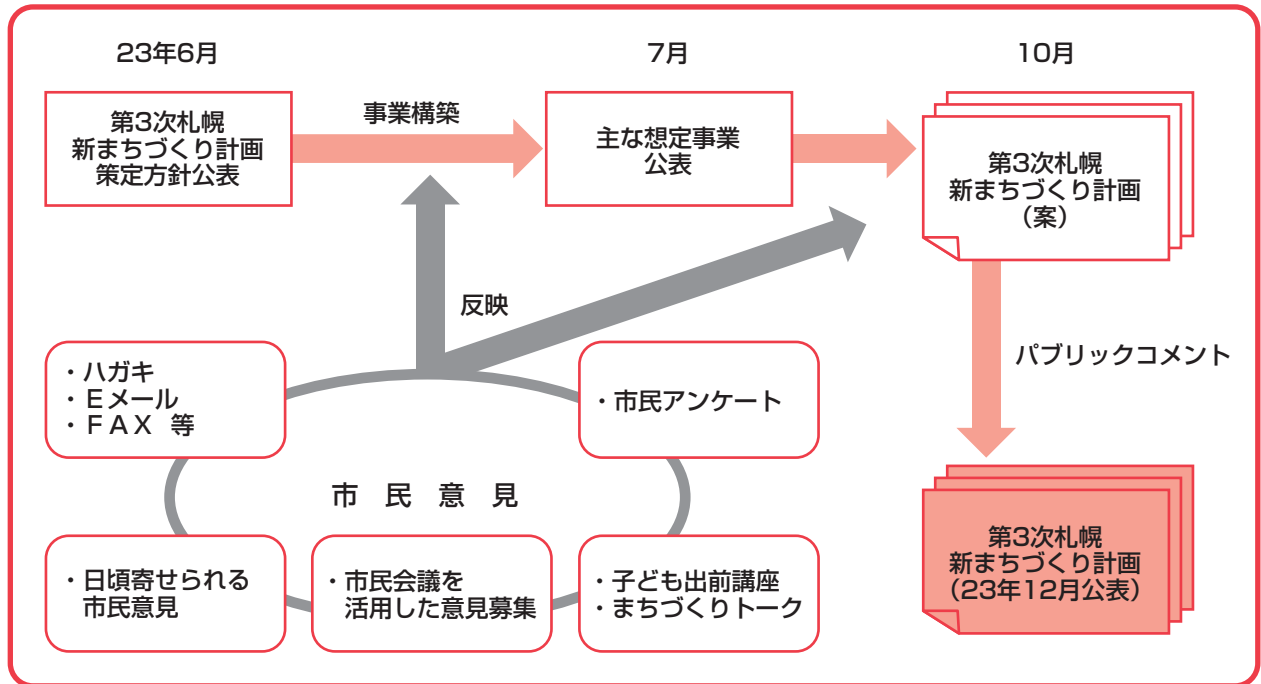 23年6月
7月
10月
第3次札幌
新まちづくり計画
策定方針公表
事業構築
主な想定事業
公表
第3次札幌
新まちづくり計画
（案）
反映
パブリックコメント
・ハガキ
・Eメール
・FAX 等
・市民アンケート
市 民 意 見
・日頃寄せられる
市民意見
・市民会議を
活用した意見募集
・子ども出前講座
・まちづくりトーク
第3次札幌
新まちづくり計画
（23年12月公表）